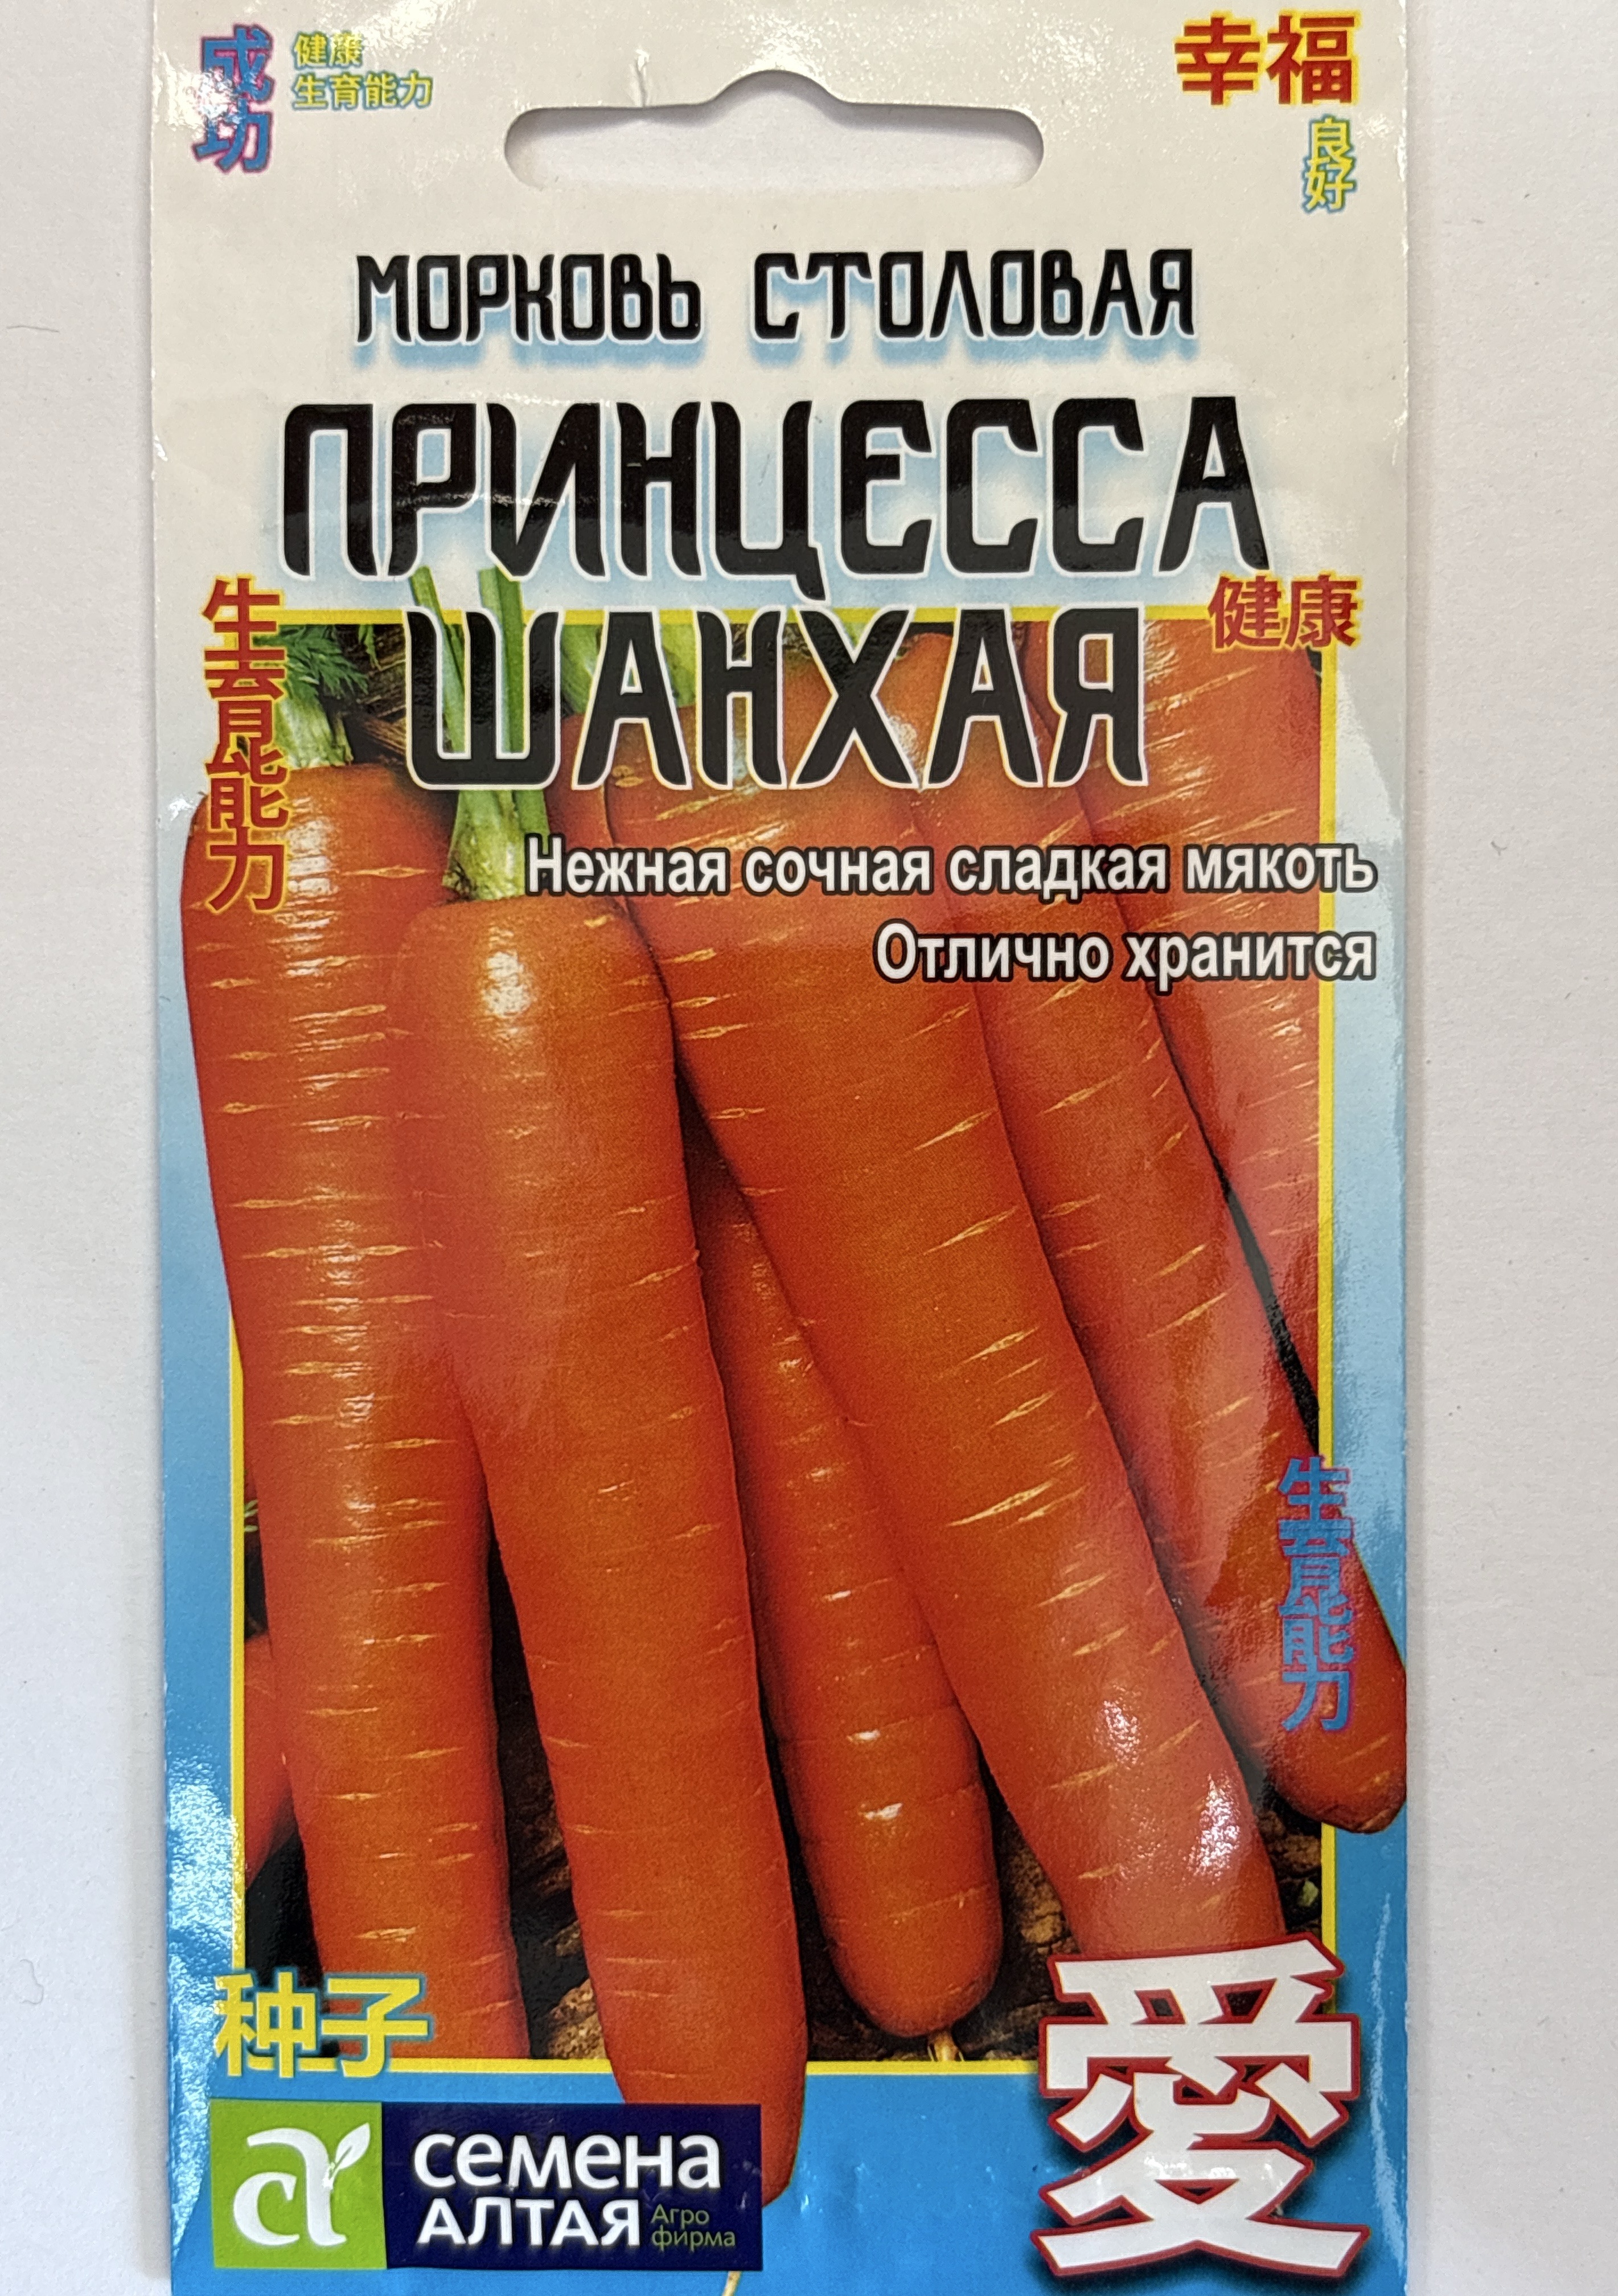 成功
健康
生育能力
幸福
良好
МОРКОВЬ СТОЛОВАЯ
ПРИНЦЕССА
ШАНХАЯ
生育能力
健康
Нежная сочная сладкая мякоть
Отлично хранится
生育能力
种子
愛
семена
АЛТАЯ
Агро
фирма